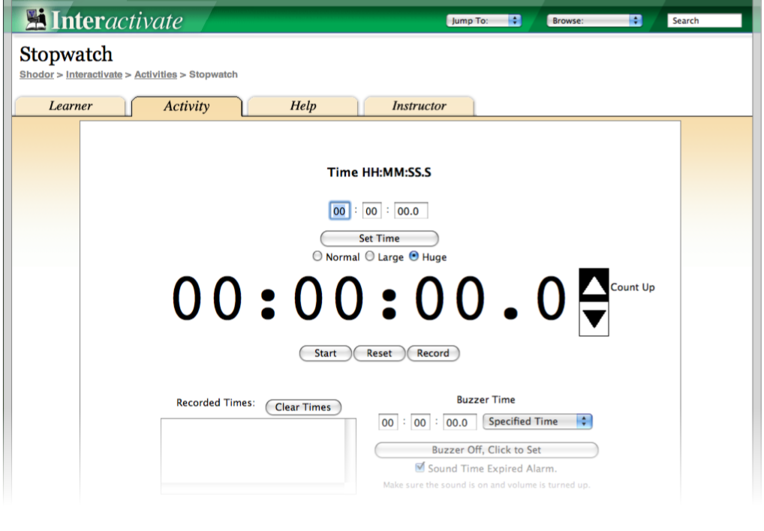 Interactivate Jump To: Browse: Search
Stopwatch
Shodor > Interactivate > Activities > Stopwatch
Learner Activity Help Instructor
Time HH:MM:SS.S
00 : 00 : 00.0
Set Time
Normal Large Huge
00:00:00.0 Count Up
Start Reset Record
Recorded Times: Clear Times
Buzzer Time
00 : 00 : 00.0 Specified Time
Buzzer Off, Click to Set
Sound Time Expired Alarm.
Make sure the sound is on and volume is turned up.